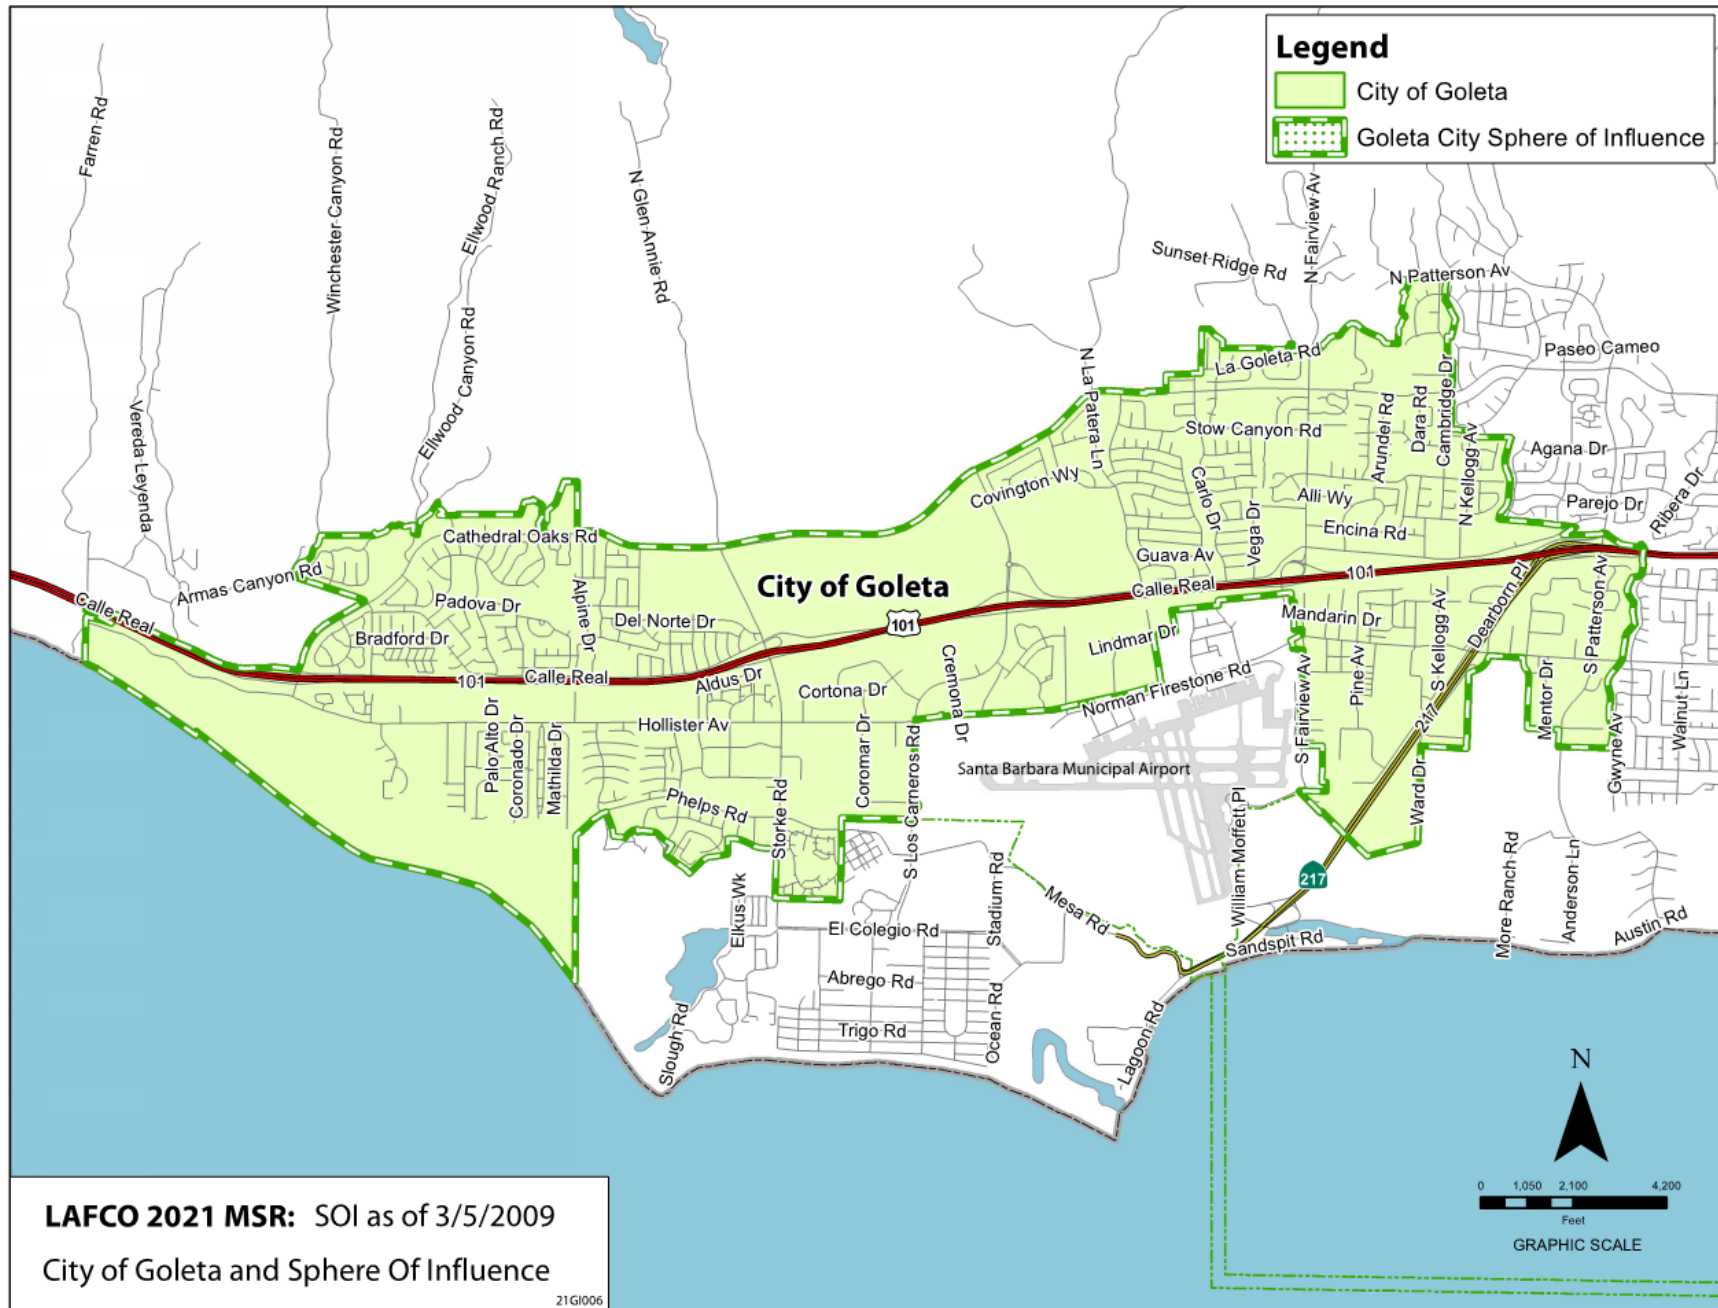 Legend
City of Goleta
Goleta City Sphere of Influence
Farren Rd
Winchester Canyon Rd
Ellwood Ranch Rd
N Glen Annie Rd
Sunset Ridge Rd
N Fairview Av
N Patterson Av
Paseo Cameo
La Goleta Rd
N La Patera Ln
Ellwood Canyon Rd
Vereda Leyenda
Stow Canyon Rd
Arundel Rd
Dara Rd
Cambridge Dr
N Kellogg Av
Agana Dr
Parejo Dr
Ribera Dr
Covington Wy
Carlo Dr
Vega Dr
Alli Wy
Encina Rd
Guava Av
Cathedral Oaks Rd
Armas Canyon Rd
Calle Real
Padova Dr
Bradford Dr
Alpine Dr
Del Norte Dr
City of Goleta
101
Calle Real
101
Lindmar Dr
Mandarin Dr
S Kellogg Av
Dearborn Pl
S Patterson Av
101
Calle Real
Aldus Dr
Cortona Dr
Cremona Dr
Norman Firestone Rd
S Fairview Av
Pine Av
217
Mentor Dr
Gwyne Av
Walnut Ln
Hollister Av
Palo Alto Dr
Coronado Dr
Mathilda Dr
Phelps Rd
Storke Rd
Coromar Dr
S Los Carneros Rd
Santa Barbara Municipal Airport
William Moffett Pl
Ward Dr
217
Elkus Wk
El Colegio Rd
Stadium Rd
Mesa Rd
Sandspit Rd
More Ranch Rd
Anderson Ln
Austin Rd
Abrego Rd
Trigo Rd
Ocean Rd
Slough Rd
Lagoon Rd
N
0 1,050 2,100 4,200
Feet
GRAPHIC SCALE
LAFCO 2021 MSR: SOI as of 3/5/2009
City of Goleta and Sphere Of Influence
21GI006